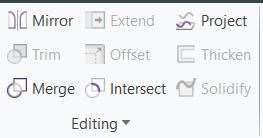 Mirror Extend Project
Trim Offset Thicken
Merge Intersect Solidify
Editing